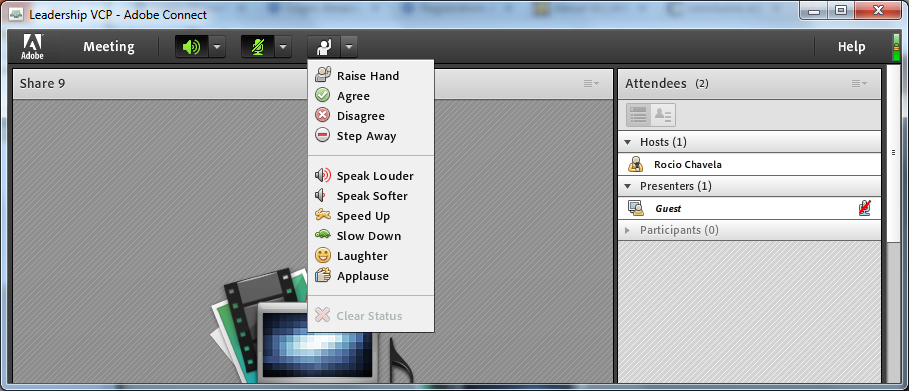 Leadership VCP - Adobe Connect
Adobe
Meeting
Help
Share 9
Raise Hand
Agree
Disagree
Step Away
Speak Louder
Speak Softer
Speed Up
Slow Down
Laughter
Applause
Clear Status
Attendees (2)
Hosts (1)
Rocio Chavela
Presenters (1)
Guest
Participants (0)